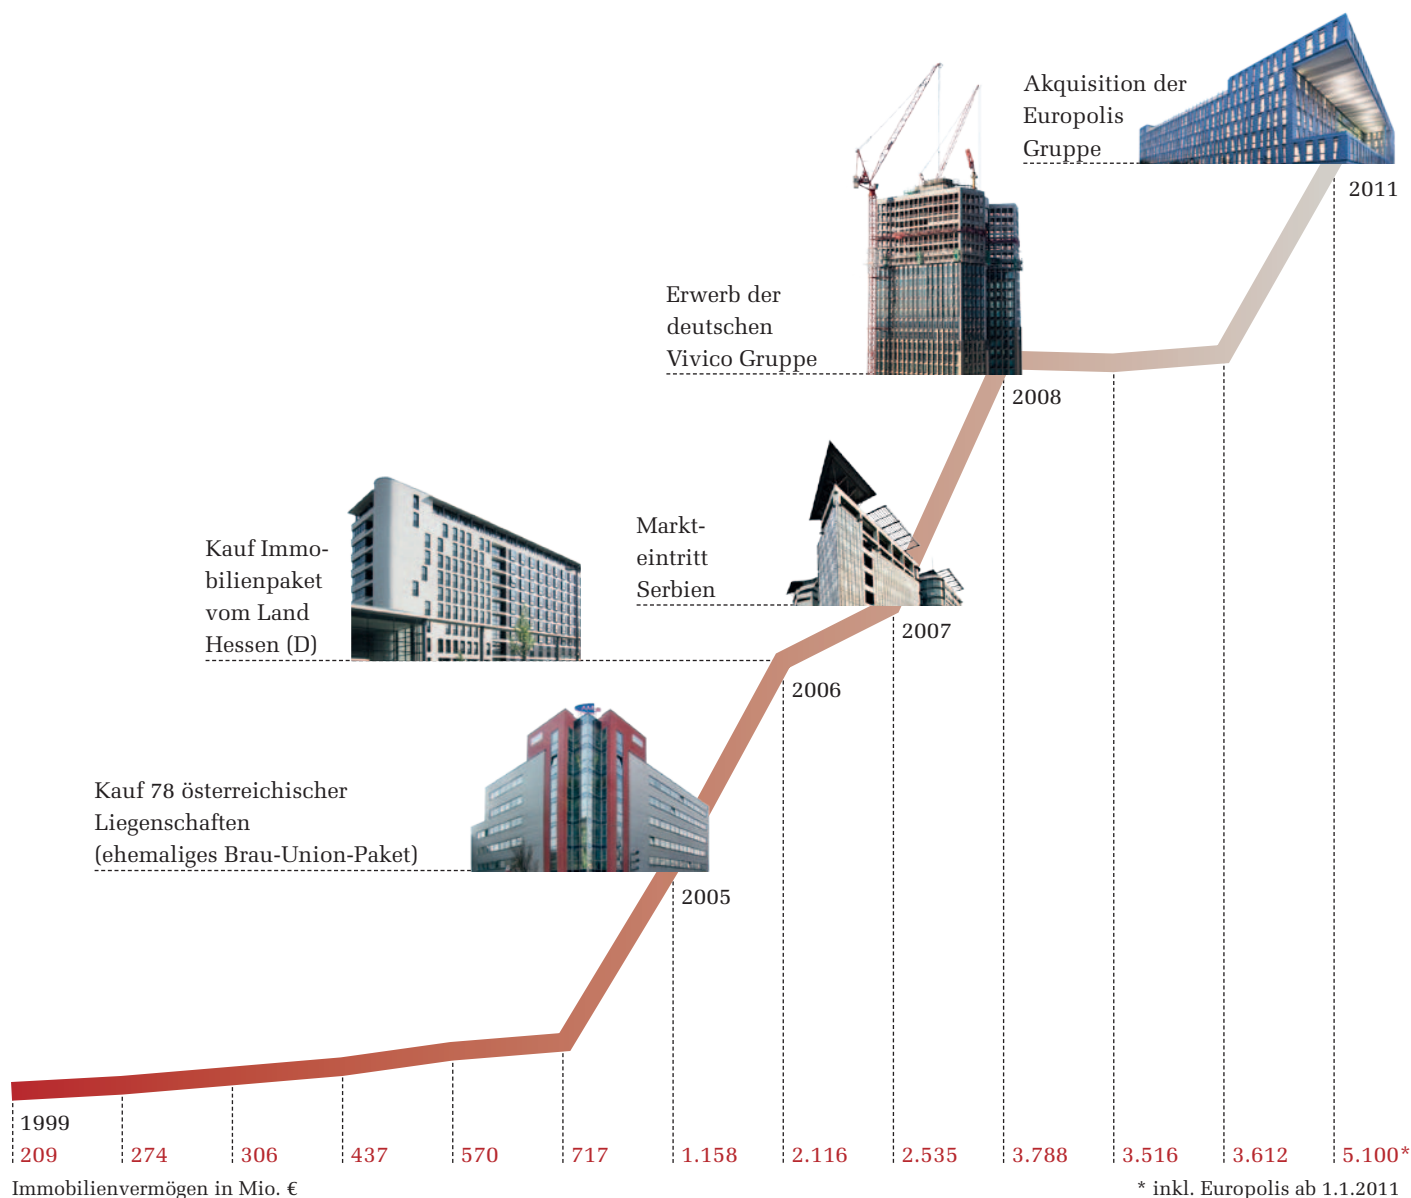 Akquisition der
Europolis
Gruppe
2011
Erwerb der
deutschen
Vivico Gruppe
2008
Markt-
eintritt
Serbien
2007
Kauf Immo-
bilienpaket
vom Land
Hessen (D)
2006
Kauf 78 österreichischer
Liegenschaften
(ehemaliges Brau-Union-Paket)
2005
1999
209 274 306 437 570 717 1.158 2.116 2.535 3.788 3.516 3.612 5.100*
Immobilienvermögen in Mio. € * inkl. Europolis ab 1.1.2011